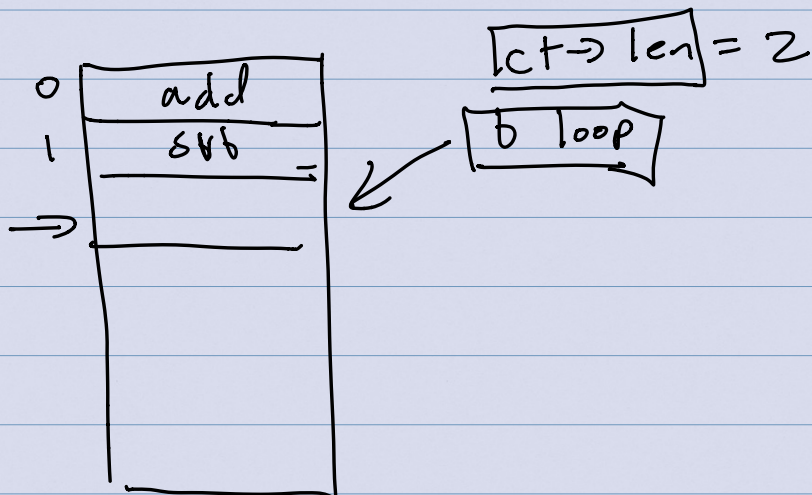 ct-> len = 2
0 add
1 sub
b loop